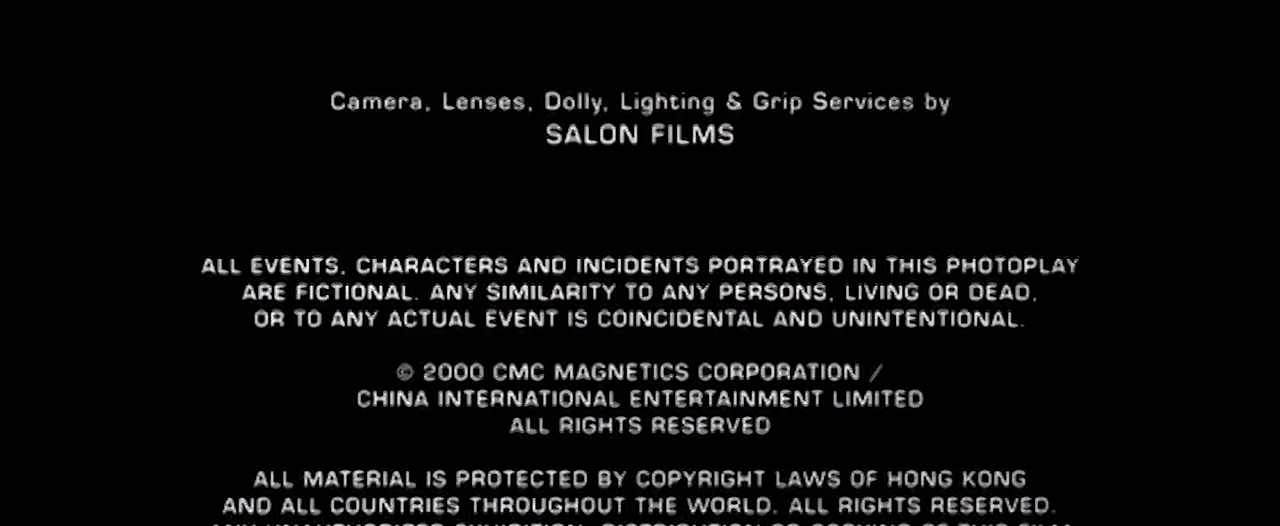 Camera, Lenses, Dolly, Lighting & Grip Services by
SALON FILMS
ALL EVENTS, CHARACTERS AND INCIDENTS PORTRAYED IN THIS PHOTOPLAY
ARE FICTIONAL. ANY SIMILARITY TO ANY PERSONS, LIVING OR DEAD,
OR TO ANY ACTUAL EVENT IS COINCIDENTAL AND UNINTENTIONAL.
© 2000 CMC MAGNETICS CORPORATION /
CHINA INTERNATIONAL ENTERTAINMENT LIMITED
ALL RIGHTS RESERVED
ALL MATERIAL IS PROTECTED BY COPYRIGHT LAWS OF HONG KONG
AND ALL COUNTRIES THROUGHOUT THE WORLD. ALL RIGHTS RESERVED.